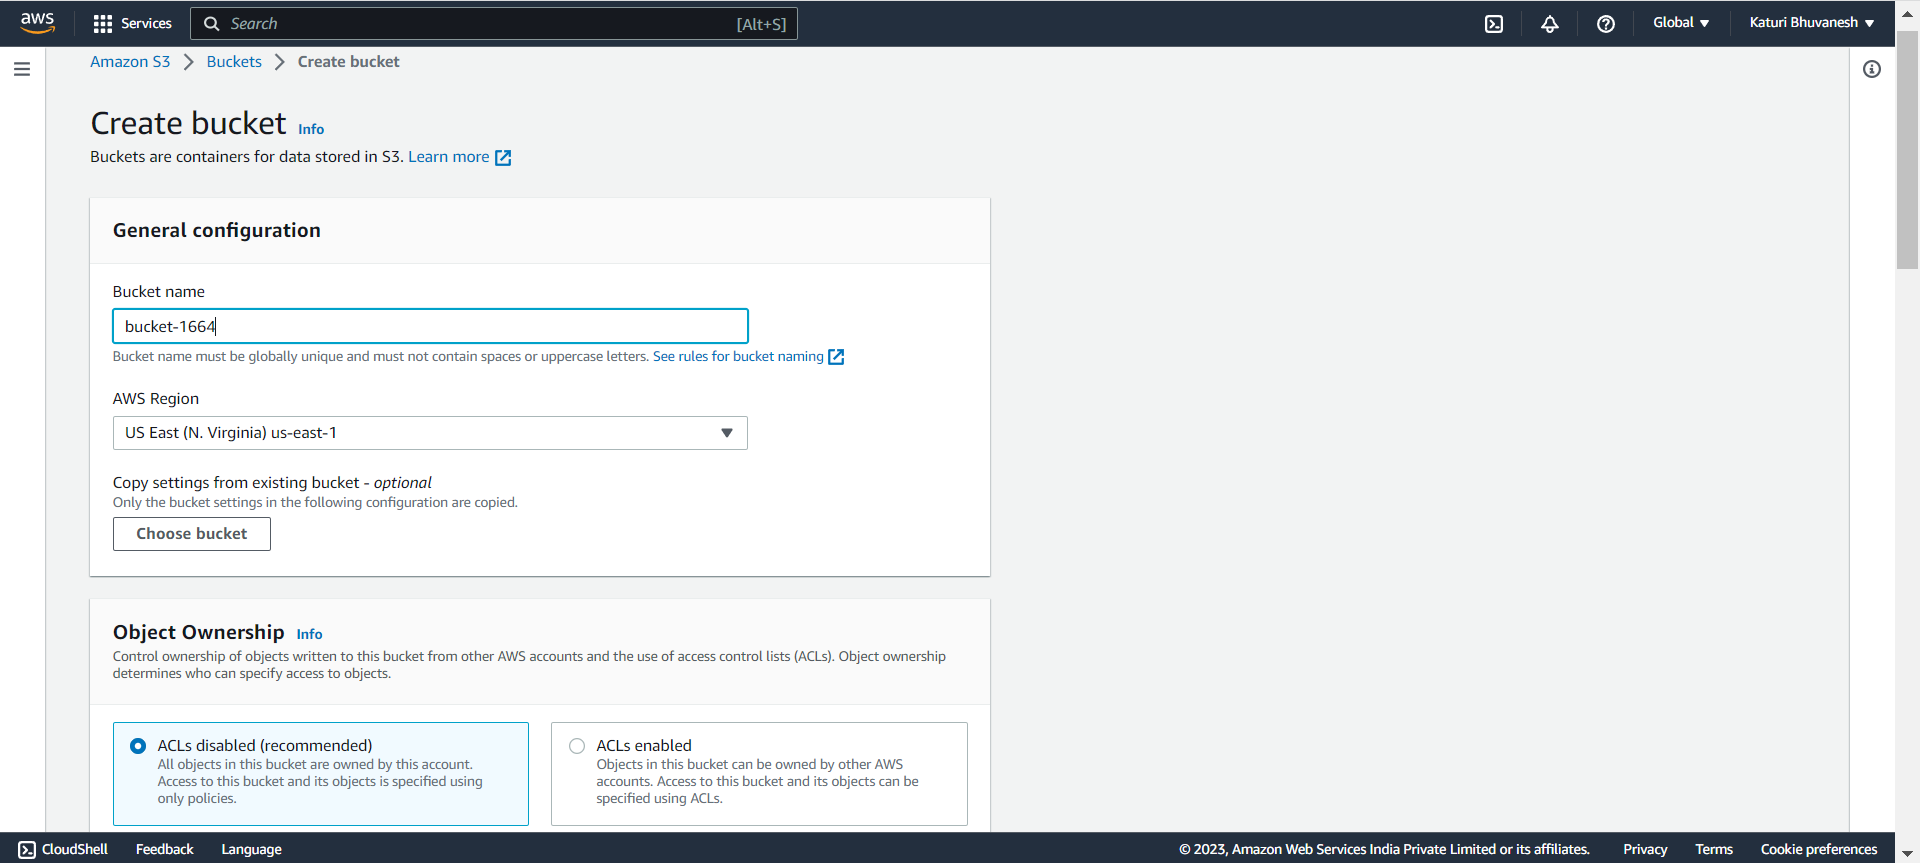 aws Services Search [Alt+S] Global Katuri Bhuvanesh
Amazon S3 Buckets Create bucket
Create bucket Info
Buckets are containers for data stored in S3. Learn more
General configuration
Bucket name
bucket-1664
Bucket name must be globally unique and must not contain spaces or uppercase letters. See rules for bucket naming
AWS Region
US East (N. Virginia) us-east-1
Copy settings from existing bucket - optional
Only the bucket settings in the following configuration are copied.
Choose bucket
Object Ownership Info
Control ownership of objects written to this bucket from other AWS accounts and the use of access control lists (ACLs). Object ownership
determines who can specify access to objects.
ACLs disabled (recommended)
All objects in this bucket are owned by this account.
Access to this bucket and its objects is specified using
only policies.
ACLs enabled
Objects in this bucket can be owned by other AWS
accounts. Access to this bucket and its objects can be
specified using ACLs.
CloudShell Feedback Language © 2023, Amazon Web Services India Private Limited or its affiliates. Privacy Terms Cookie preferences